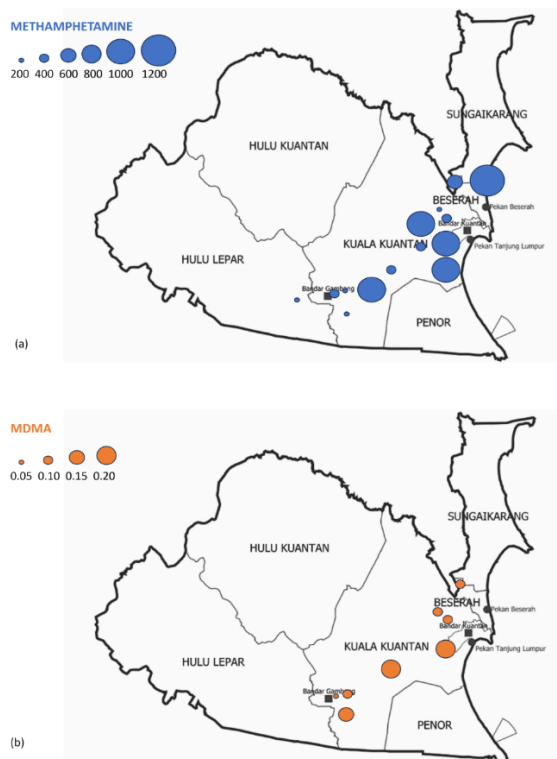 METHAMPHETAMINE
200 400 600 800 1000 1200
SUNGAIKARANG
HULU KUANTAN
BESERAH
Pekan Beserah
Bandar Kuantan
KUALA KUANTAN
Pekan Tanjung Lumpur
HULU LEPAR
Bandar Gambang
PENOR
(a)
MDMA
0.05 0.10 0.15 0.20
SUNGAIKARANG
HULU KUANTAN
BESERAH
Pekan Beserah
Bandar Kuantan
KUALA KUANTAN
Pekan Tanjung Lumpur
HULU LEPAR
Bandar Gambang
PENOR
(b)